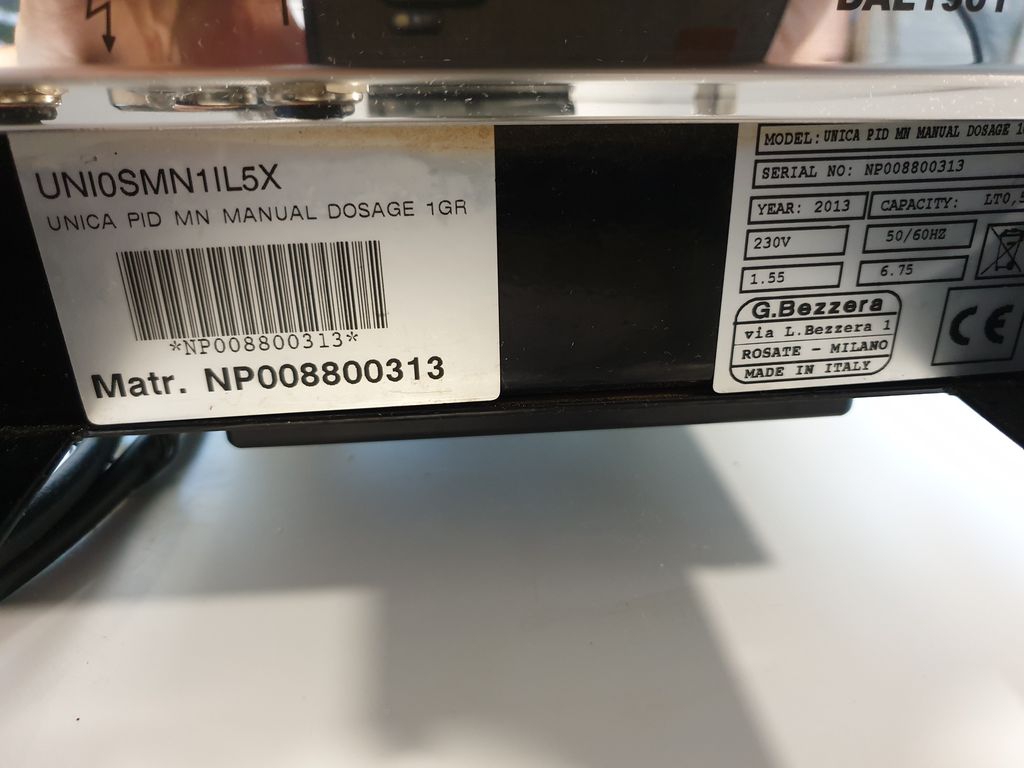 UNI0SMN1IL5X
UNICA PID MN MANUAL DOSAGE 1GR
*NP008800313*
Matr. NP008800313
MODEL: UNICA PID MN MANUAL DOSAGE
SERIAL NO: NP008800313
YEAR: 2013 CAPACITY: LT0,5
230V 50/60HZ
1.55 6.75
G.Bezzera
via L.Bezzera 1
ROSATE - MILANO
MADE IN ITALY
CE